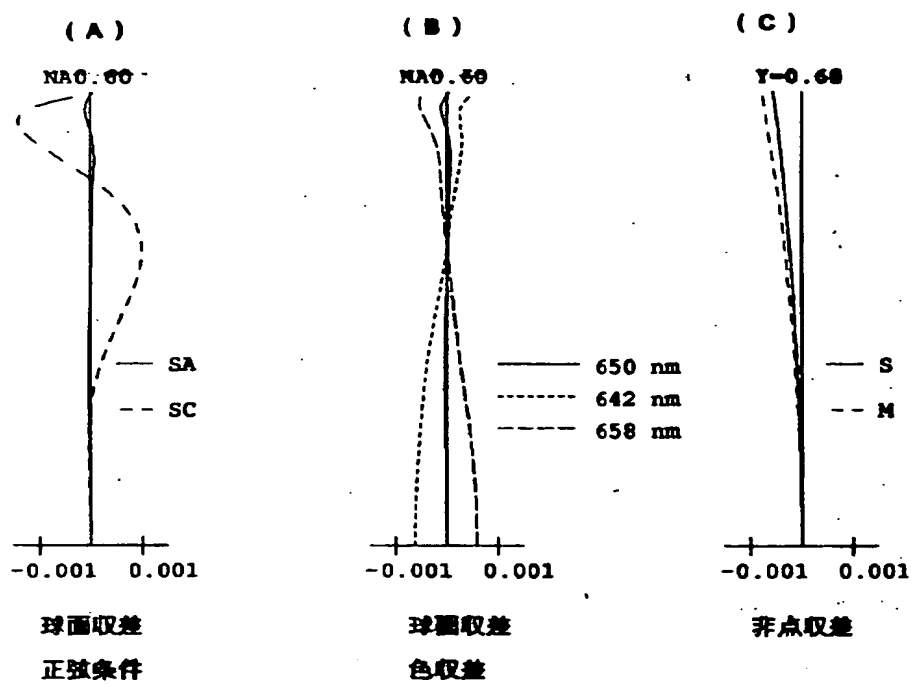 (A)
(B)
(C)
NA0.60
NA0.60
Y=0.60
SA
SC
650 nm
642 nm
658 nm
S
M
-0.001 0.001
-0.001 0.001
-0.001 0.001
球面収差
正弦条件
球面収差
色収差
非点収差